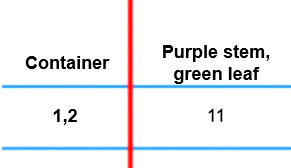 Container
Purple stem,
green leaf
1,2
11